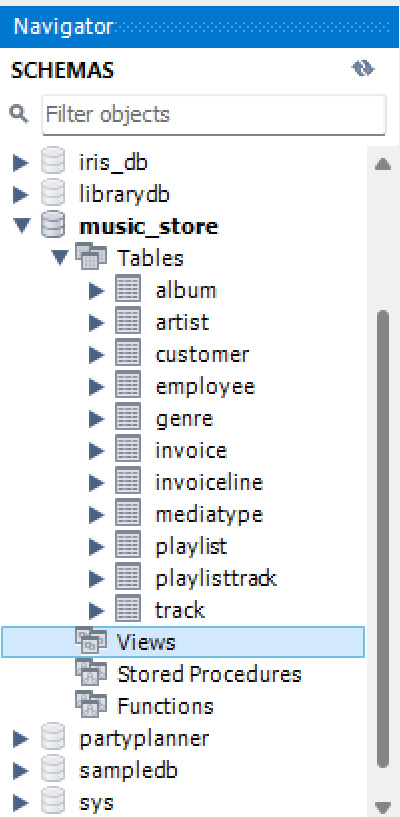 Navigator
SCHEMAS
Filter objects
iris_db
librarydb
music_store
Tables
album
artist
customer
employee
genre
invoice
invoiceline
mediatype
playlist
playlisttrack
track
Views
Stored Procedures
Functions
partyplanner
sampledb
sys